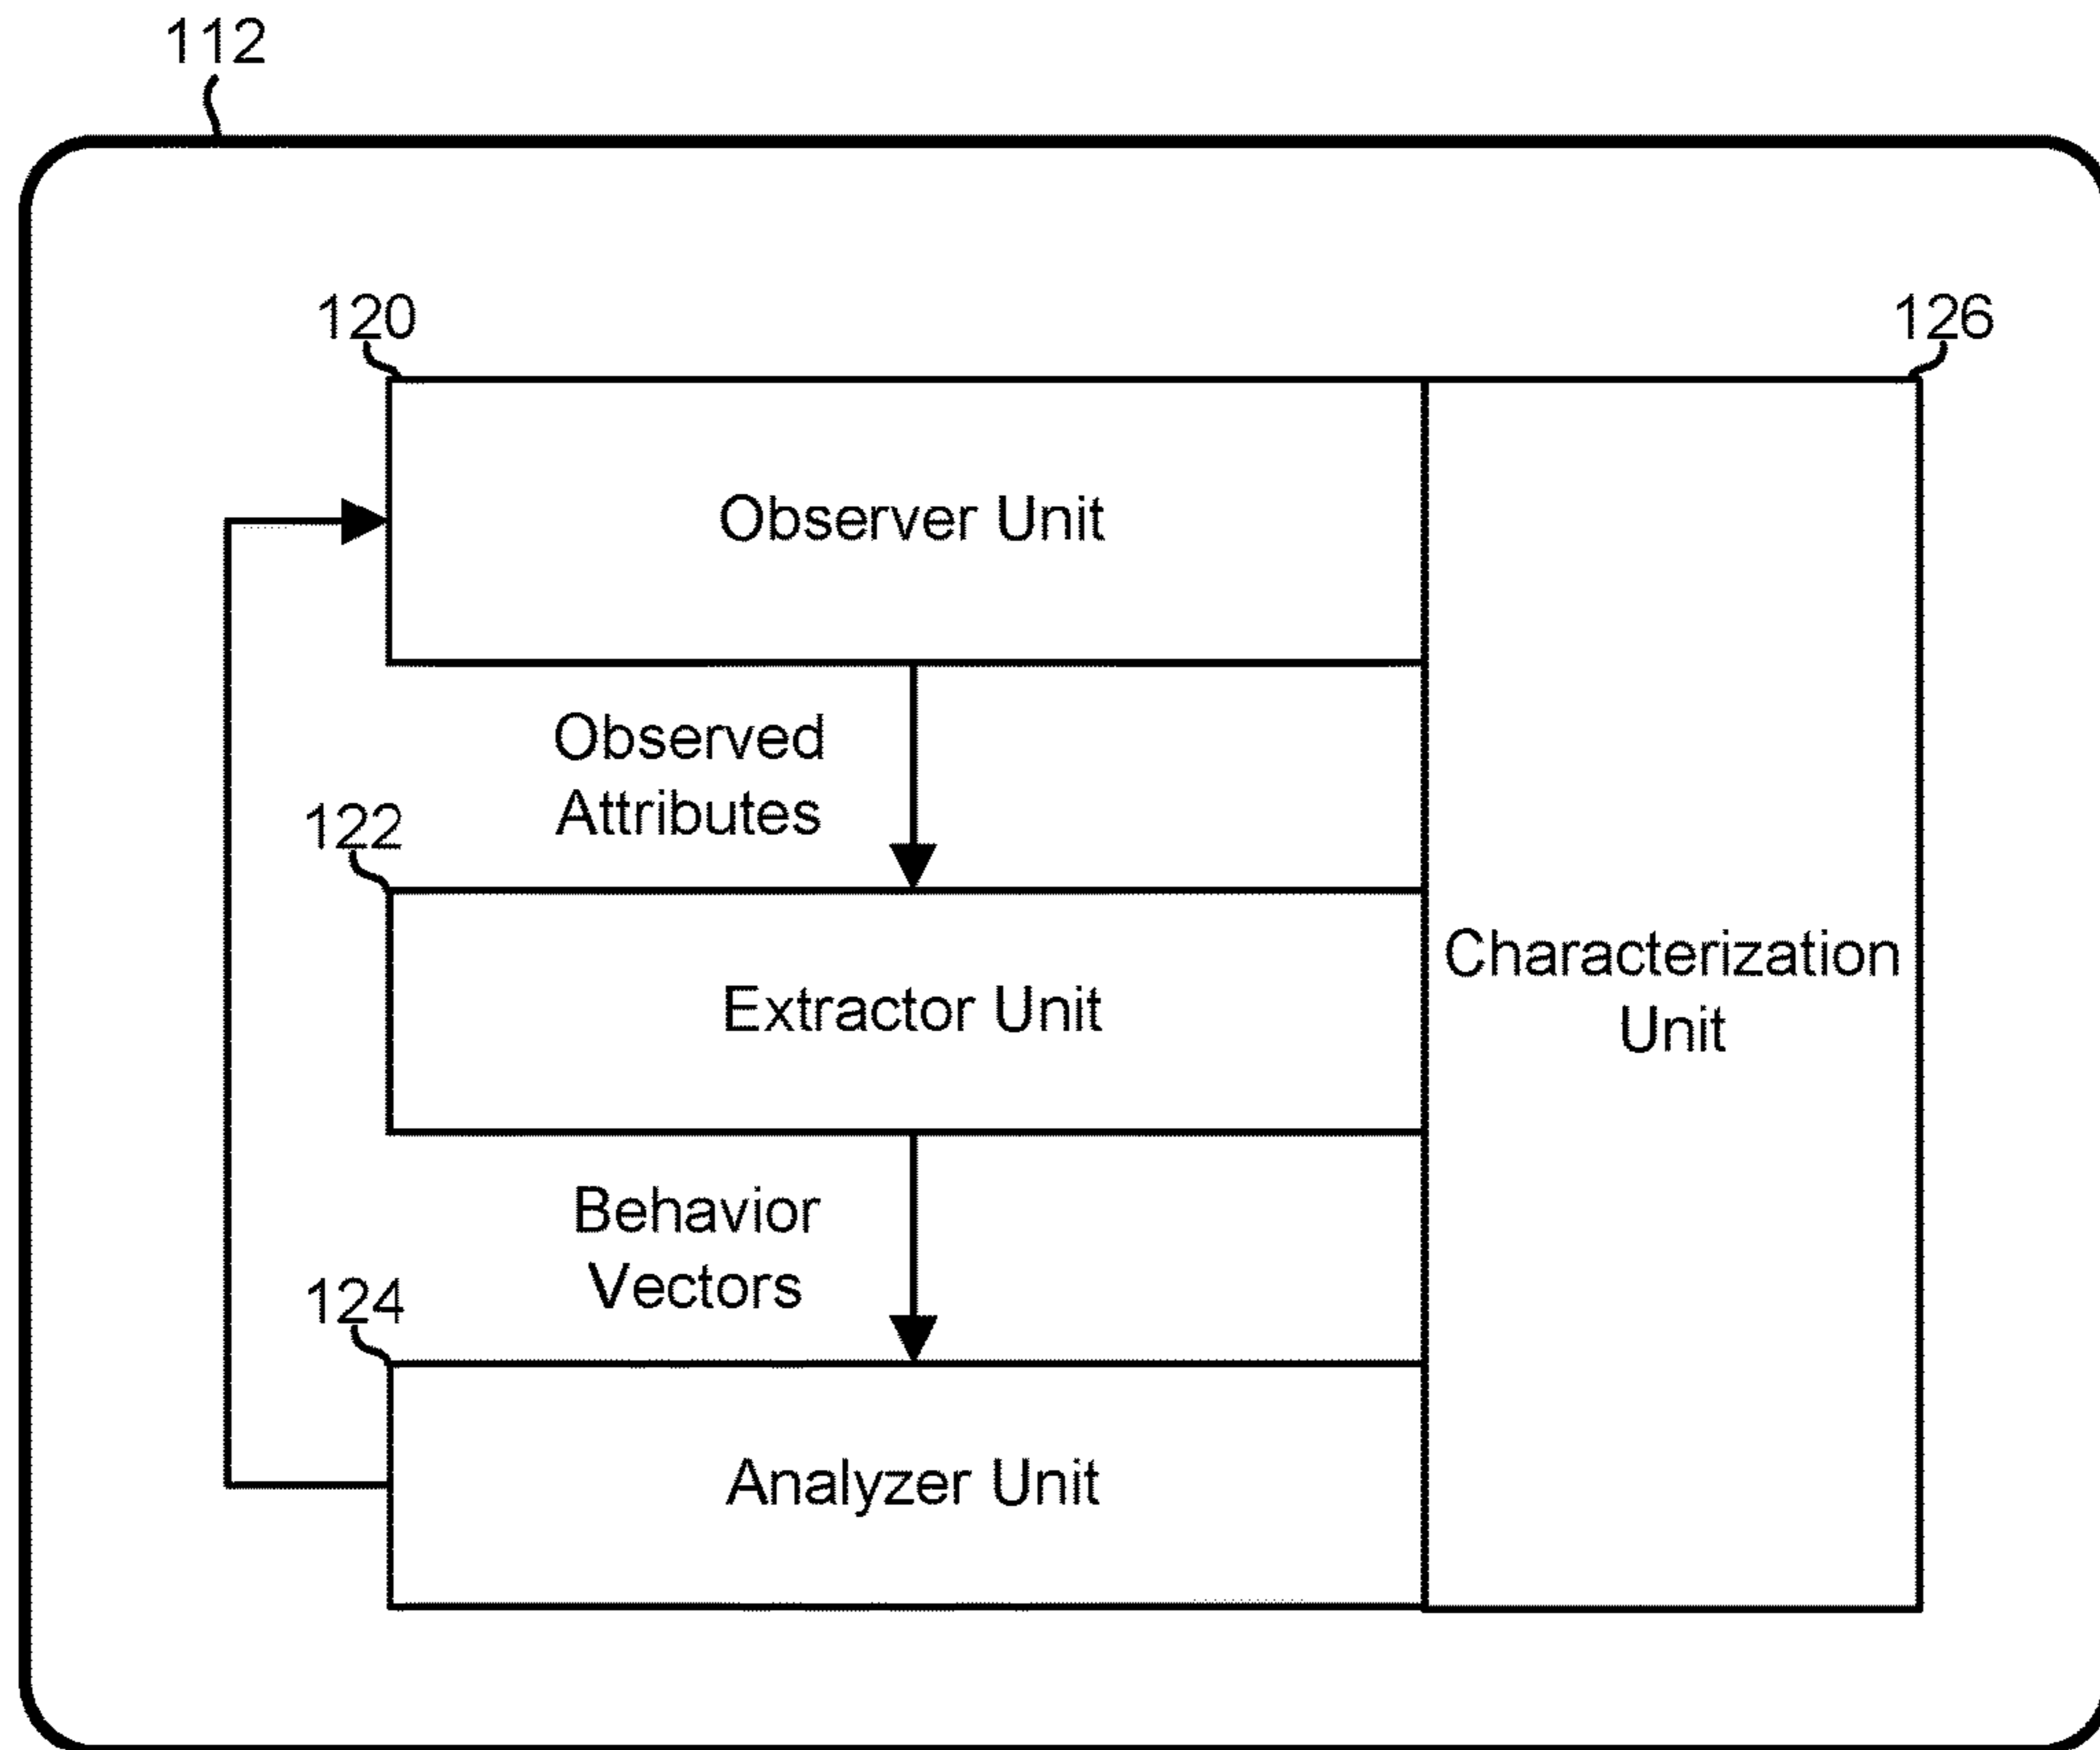 112
120
126
Observer Unit
Observed
Attributes
122
Extractor Unit
Characterization
Unit
Behavior
Vectors
124
Analyzer Unit